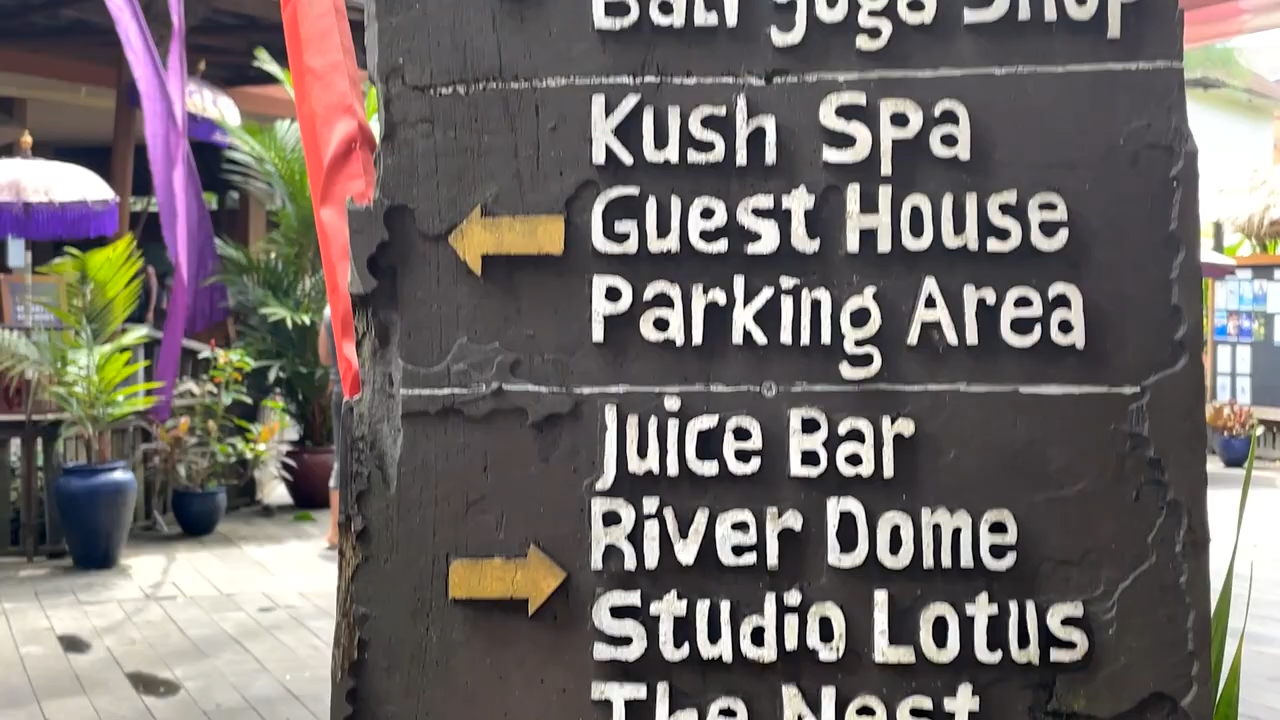 Bali Yoga Shop
Kush Spa
Guest House
Parking Area
Juice Bar
River Dome
Studio Lotus
The Nest